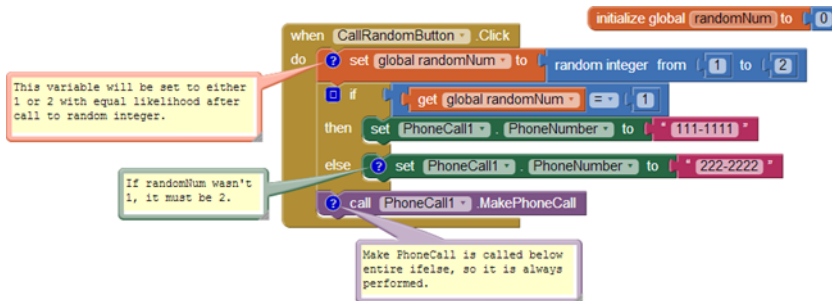 initialize global randomNum to 0
when CallRandomButton .Click
do ? set global randomNum to random integer from 1 to 2
This variable will be set to either
1 or 2 with equal likelihood after
call to random integer.
if get global randomNum = 1
then set PhoneCall1 . PhoneNumber to " 111-1111 "
else ? set PhoneCall1 . PhoneNumber to " 222-2222 "
If randomNum wasn't
1, it must be 2.
? call PhoneCall1 .MakePhoneCall
Make PhoneCall is called below
entire ifelse, so it is always
performed.